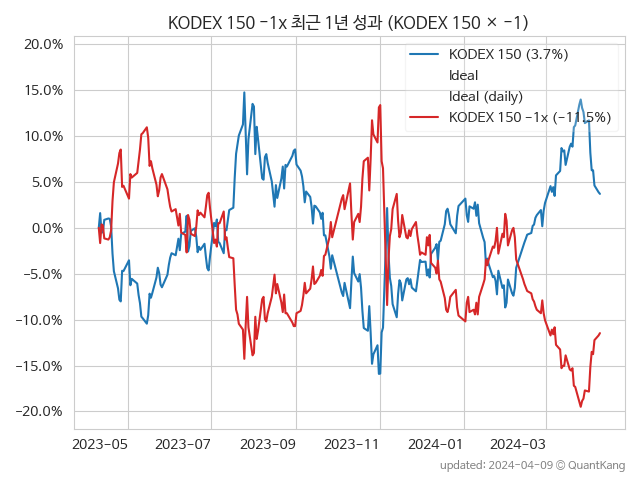 KODEX 150 −1x 최근 1년 성과 (KODEX 150 × −1)
20.0%
15.0%
10.0%
5.0%
0.0%
−5.0%
−10.0%
−15.0%
−20.0%
KODEX 150 (3.7%)
Ideal
Ideal (daily)
KODEX 150 −1x (−11.5%)
2023-05
2023-07
2023-09
2023-11
2024-01
2024-03
updated: 2024-04-09 © QuantKang